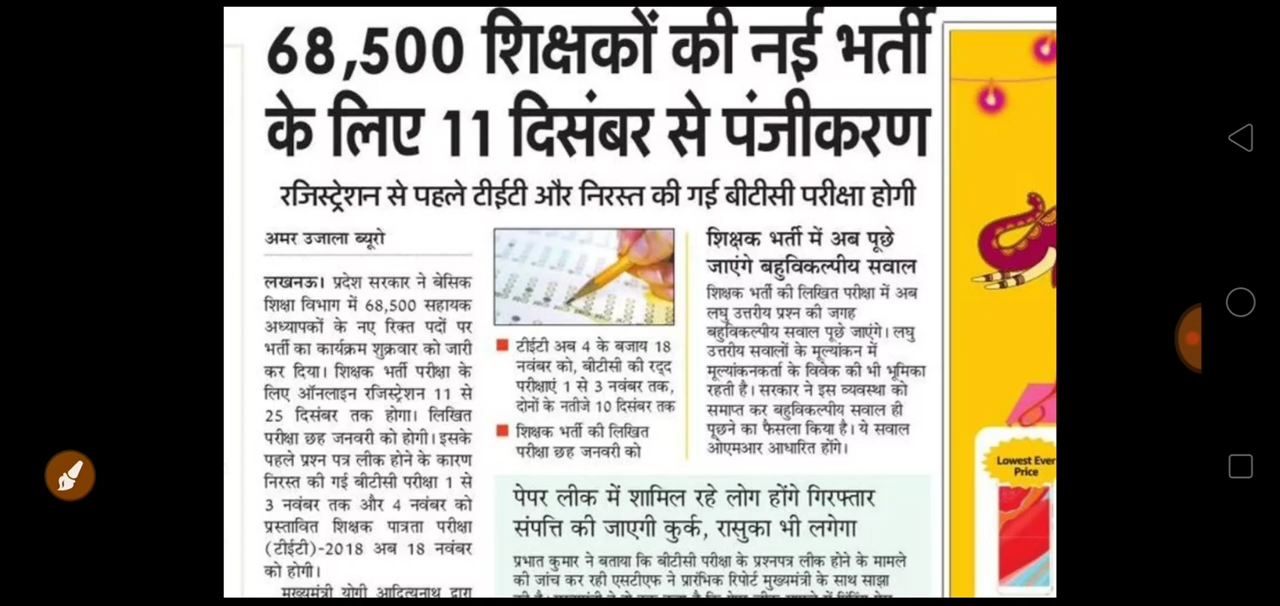 68,500 शिक्षकों की नई भर्ती
के लिए 11 दिसंबर से पंजीकरण
रजिस्ट्रेशन से पहले टीईटी और निरस्त की गई बीटीसी परीक्षा होगी
अमर उजाला ब्यूरो
लखनऊ। प्रदेश सरकार ने बेसिक
शिक्षा विभाग में 68,500 सहायक
अध्यापकों के नए रिक्त पदों पर
भर्ती का कार्यक्रम शुक्रवार को जारी
कर दिया। शिक्षक भर्ती परीक्षा के
लिए ऑनलाइन रजिस्ट्रेशन 11 से
25 दिसंबर तक होगा। लिखित
परीक्षा छह जनवरी को होगी। इसके
पहले प्रश्न पत्र लीक होने के कारण
निरस्त की गई बीटीसी परीक्षा 1 से
3 नवंबर तक और 4 नवंबर को
प्रस्तावित शिक्षक पात्रता परीक्षा
(टीईटी)-2018 अब 18 नवंबर
को होगी।
मुख्यमंत्री योगी आदित्यनाथ द्वारा
टीईटी अब 4 के बजाय 18
नवंबर को, बीटीसी की रद्द
परीक्षाएं 1 से 3 नवंबर तक,
दोनों के नतीजे 10 दिसंबर तक
शिक्षक भर्ती की लिखित
परीक्षा छह जनवरी को
शिक्षक भर्ती में अब पूछे
जाएंगे बहुविकल्पीय सवाल
शिक्षक भर्ती की लिखित परीक्षा में अब
लघु उत्तरीय प्रश्न की जगह
बहुविकल्पीय सवाल पूछे जाएंगे। लघु
उत्तरीय सवालों के मूल्यांकन में
मूल्यांकनकर्ता के विवेक की भी भूमिका
रहती है। सरकार ने इस व्यवस्था को
समाप्त कर बहुविकल्पीय सवाल ही
पूछने का फैसला किया है। ये सवाल
ओएमआर आधारित होंगे।
पेपर लीक में शामिल रहे लोग होंगे गिरफ्तार
संपत्ति की जाएगी कुर्क, रासुका भी लगेगा
प्रभात कुमार ने बताया कि बीटीसी परीक्षा के प्रश्नपत्र लीक होने के मामले
की जांच कर रही एसटीएफ ने प्रारंभिक रिपोर्ट मुख्यमंत्री के साथ साझा
Lowest Ever
Price